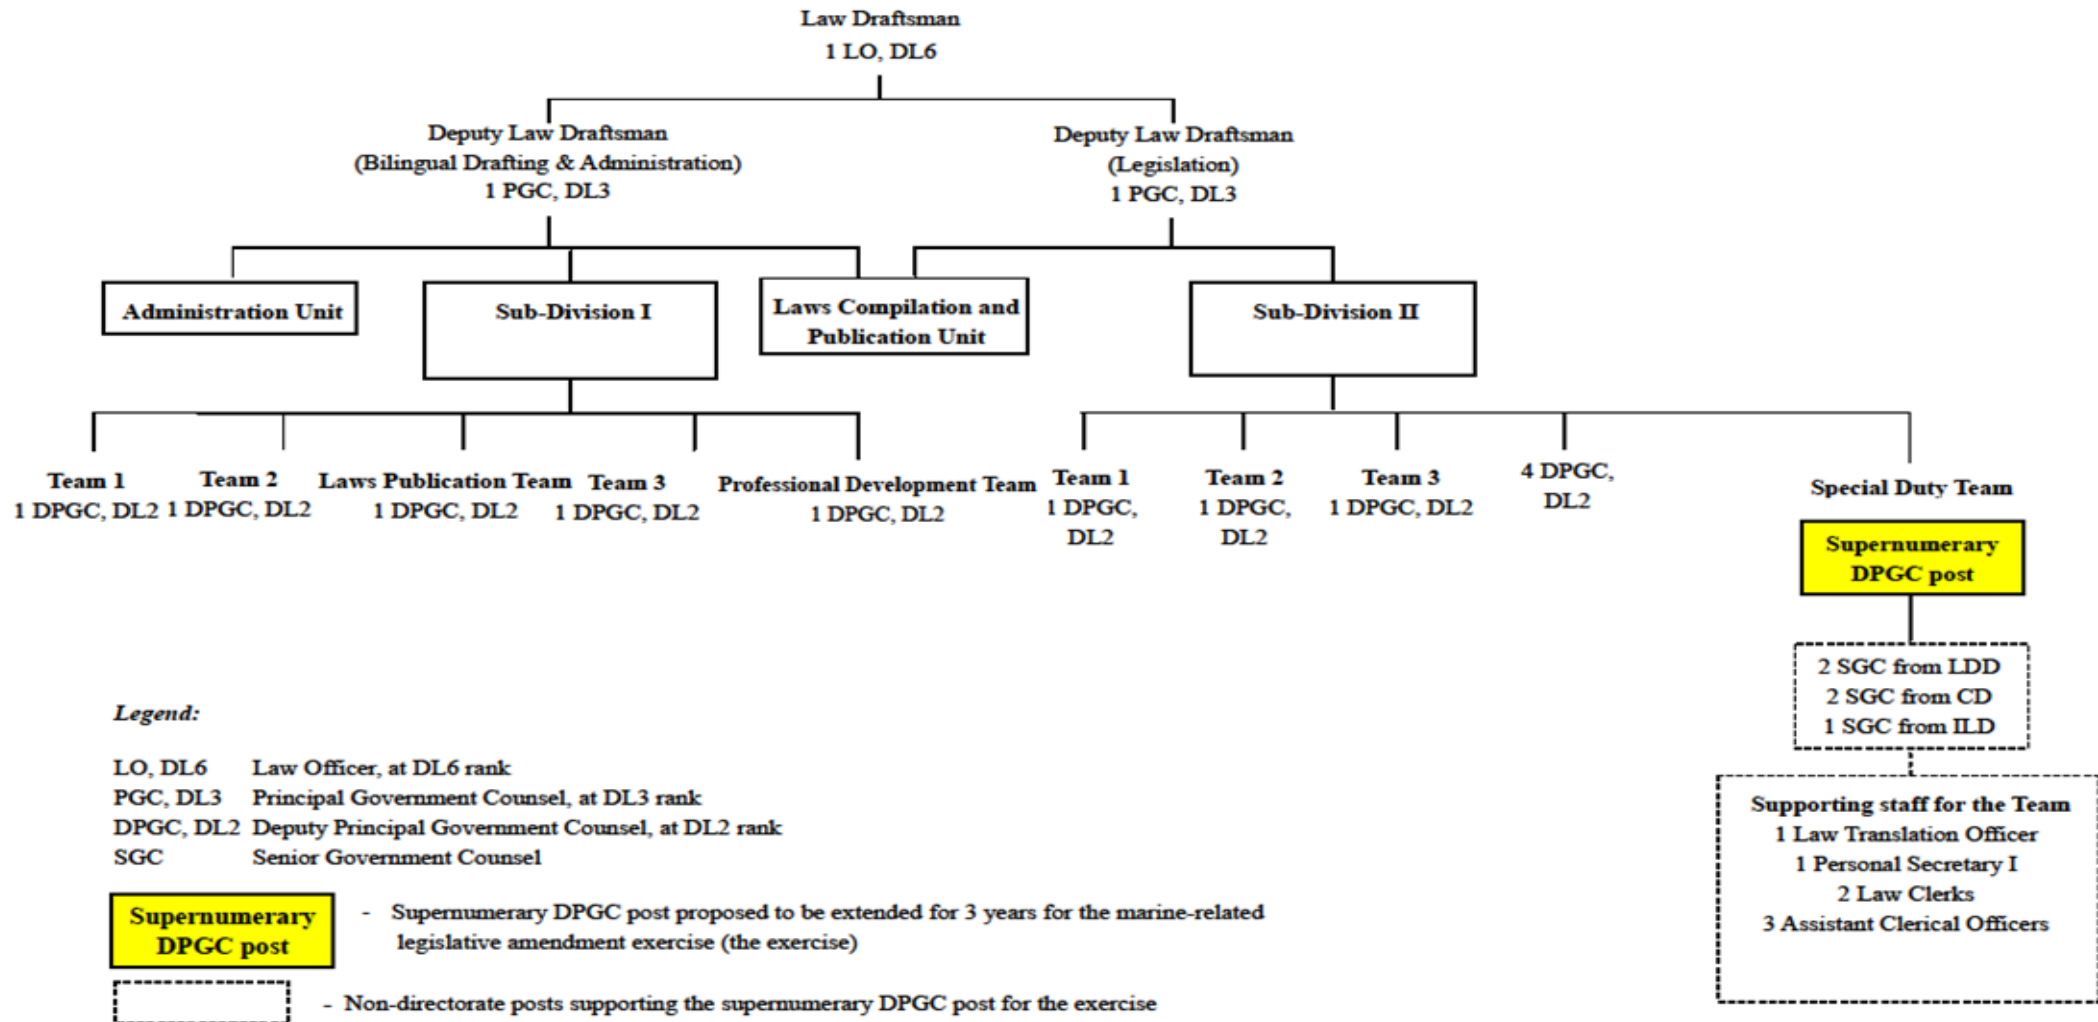 Law Draftsman
1 LO, DL6
Deputy Law Draftsman
(Bilingual Drafting & Administration)
1 PGC, DL3
Deputy Law Draftsman
(Legislation)
1 PGC, DL3
Administration Unit
Sub-Division I
Laws Compilation and
Publication Unit
Sub-Division II
Team 1
1 DPGC, DL2
Team 2
1 DPGC, DL2
Laws Publication Team
1 DPGC, DL2
Team 3
1 DPGC, DL2
Professional Development Team
1 DPGC, DL2
Team 1
1 DPGC,
DL2
Team 2
1 DPGC,
DL2
Team 3
1 DPGC, DL2
4 DPGC,
DL2
Special Duty Team
Supernumerary
DPGC post
2 SGC from LDD
2 SGC from CD
1 SGC from ILD
Supporting staff for the Team
1 Law Translation Officer
1 Personal Secretary I
2 Law Clerks
3 Assistant Clerical Officers
Legend:
LO, DL6 Law Officer, at DL6 rank
PGC, DL3 Principal Government Counsel, at DL3 rank
DPGC, DL2 Deputy Principal Government Counsel, at DL2 rank
SGC Senior Government Counsel
Supernumerary
DPGC post
- Supernumerary DPGC post proposed to be extended for 3 years for the marine-related
legislative amendment exercise (the exercise)
- Non-directorate posts supporting the supernumerary DPGC post for the exercise